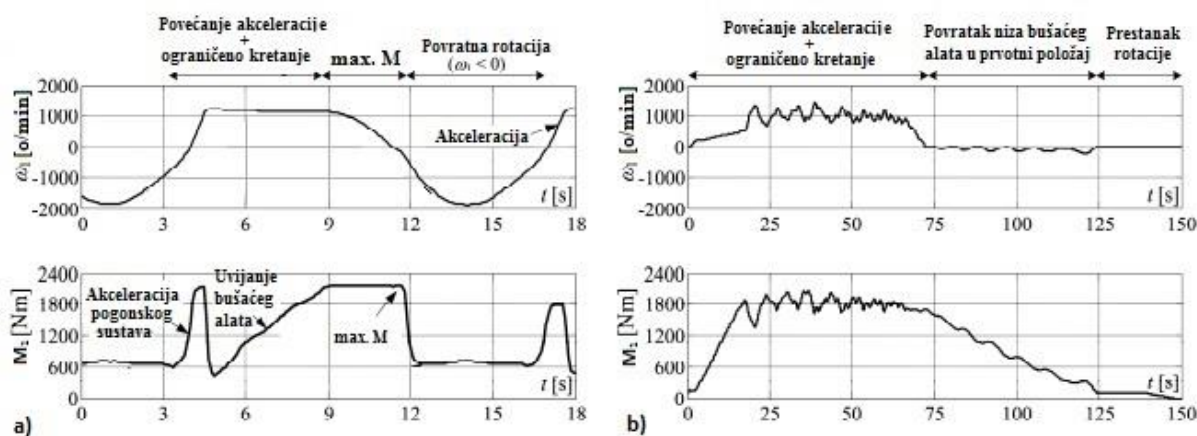 Povećanje akceleracije
+
ograničeno kretanje
max. M
Povratna rotacija
(ω₁ < 0)
ω₁ [o/min]
2000
1000
0
-1000
-2000
Akceleracija
t [s]
0 3 6 9 12 15 18
M₁ [Nm]
2400
1800
1200
600
0
Akceleracija
pogonskog
sustava
Uvijanje
bušaćeg
alata
max. M
t [s]
0 3 6 9 12 15 18
a)
Povećanje akceleracije
+
ograničeno kretanje
Povratak niza bušaćeg
alata u prvotni položaj
Prestanak
rotacije
ω₁ [o/min]
2000
1000
0
-1000
-2000
t [s]
0 25 50 75 100 125 150
M₁ [Nm]
2400
1800
1200
600
0
t [s]
0 25 50 75 100 125 150
b)